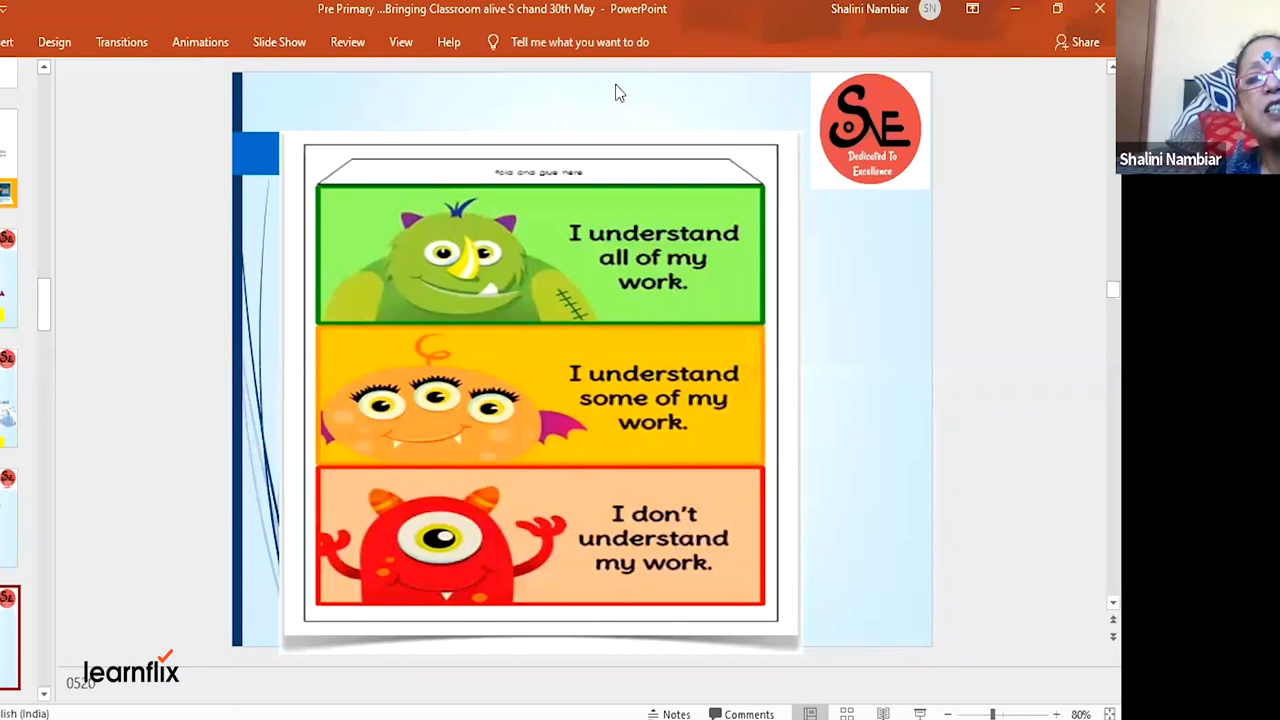 Pre Primary ...Bringing Classroom alive S chand 30th May - PowerPoint
Shalini Nambiar
SN
Design
Transitions
Animations
Slide Show
Review
View
Help
Tell me what you want to do
Share
SNE
Dedicated To
Excellence
Shalini Nambiar
Fold and glue here
I understand
all of my
work.
I understand
some of my
work.
I don't
understand
my work.
learnflix
0520
Notes
Comments
80%